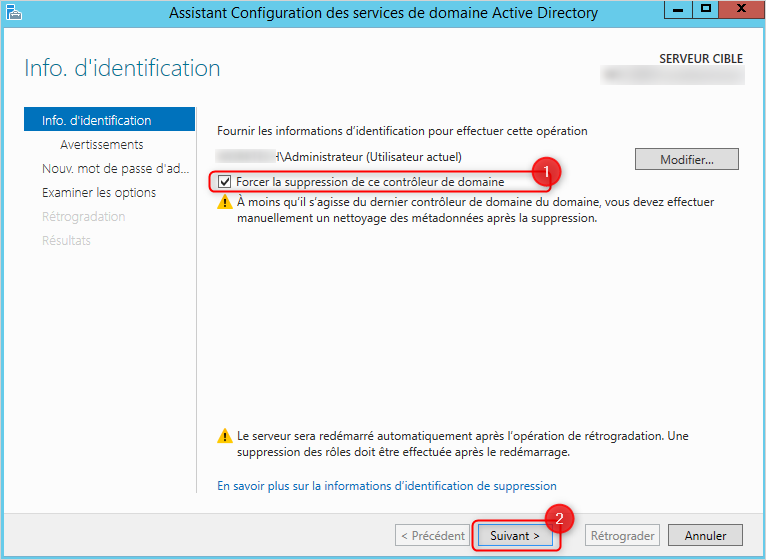 Assistant Configuration des services de domaine Active Directory
Info. d'identification
SERVEUR CIBLE
Info. d'identification
Avertissements
Nouv. mot de passe d'ad...
Examiner les options
Rétrogradation
Résultats
Fournir les informations d'identification pour effectuer cette opération
\Administrateur (Utilisateur actuel)
Modifier...
1
Forcer la suppression de ce contrôleur de domaine
À moins qu'il s'agisse du dernier contrôleur de domaine du domaine, vous devez effectuer
manuellement un nettoyage des métadonnées après la suppression.
Le serveur sera redémarré automatiquement après l'opération de rétrogradation. Une
suppression des rôles doit être effectuée après le redémarrage.
En savoir plus sur la informations d'identification de suppression
2
< Précédent
Suivant >
Rétrograder
Annuler